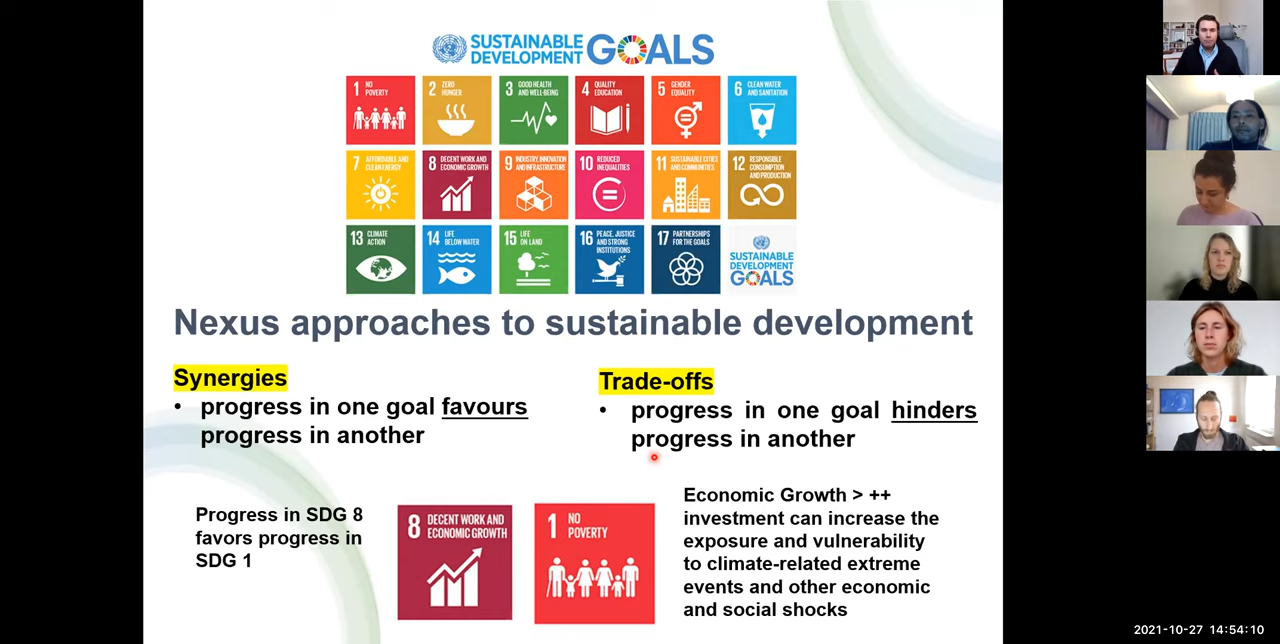 SUSTAINABLE
DEVELOPMENT
GOALS
1 NO
POVERTY
2 ZERO
HUNGER
3 GOOD HEALTH
AND WELL-BEING
4 QUALITY
EDUCATION
5 GENDER
EQUALITY
6 CLEAN WATER
AND SANITATION
7 AFFORDABLE AND
CLEAN ENERGY
8 DECENT WORK AND
ECONOMIC GROWTH
9 INDUSTRY, INNOVATION
AND INFRASTRUCTURE
10 REDUCED
INEQUALITIES
11 SUSTAINABLE CITIES
AND COMMUNITIES
12 RESPONSIBLE
CONSUMPTION
AND PRODUCTION
13 CLIMATE
ACTION
14 LIFE
BELOW WATER
15 LIFE
ON LAND
16 PEACE, JUSTICE
AND STRONG
INSTITUTIONS
17 PARTNERSHIPS
FOR THE GOALS
SUSTAINABLE
DEVELOPMENT
GOALS
Nexus approaches to sustainable development
Synergies
• progress in one goal favours
progress in another
Trade-offs
• progress in one goal hinders
progress in another
Progress in SDG 8
favors progress in
SDG 1
8 DECENT WORK AND
ECONOMIC GROWTH
1 NO
POVERTY
Economic Growth > ++
investment can increase the
exposure and vulnerability
to climate-related extreme
events and other economic
and social shocks
2021-10-27 14:54:10